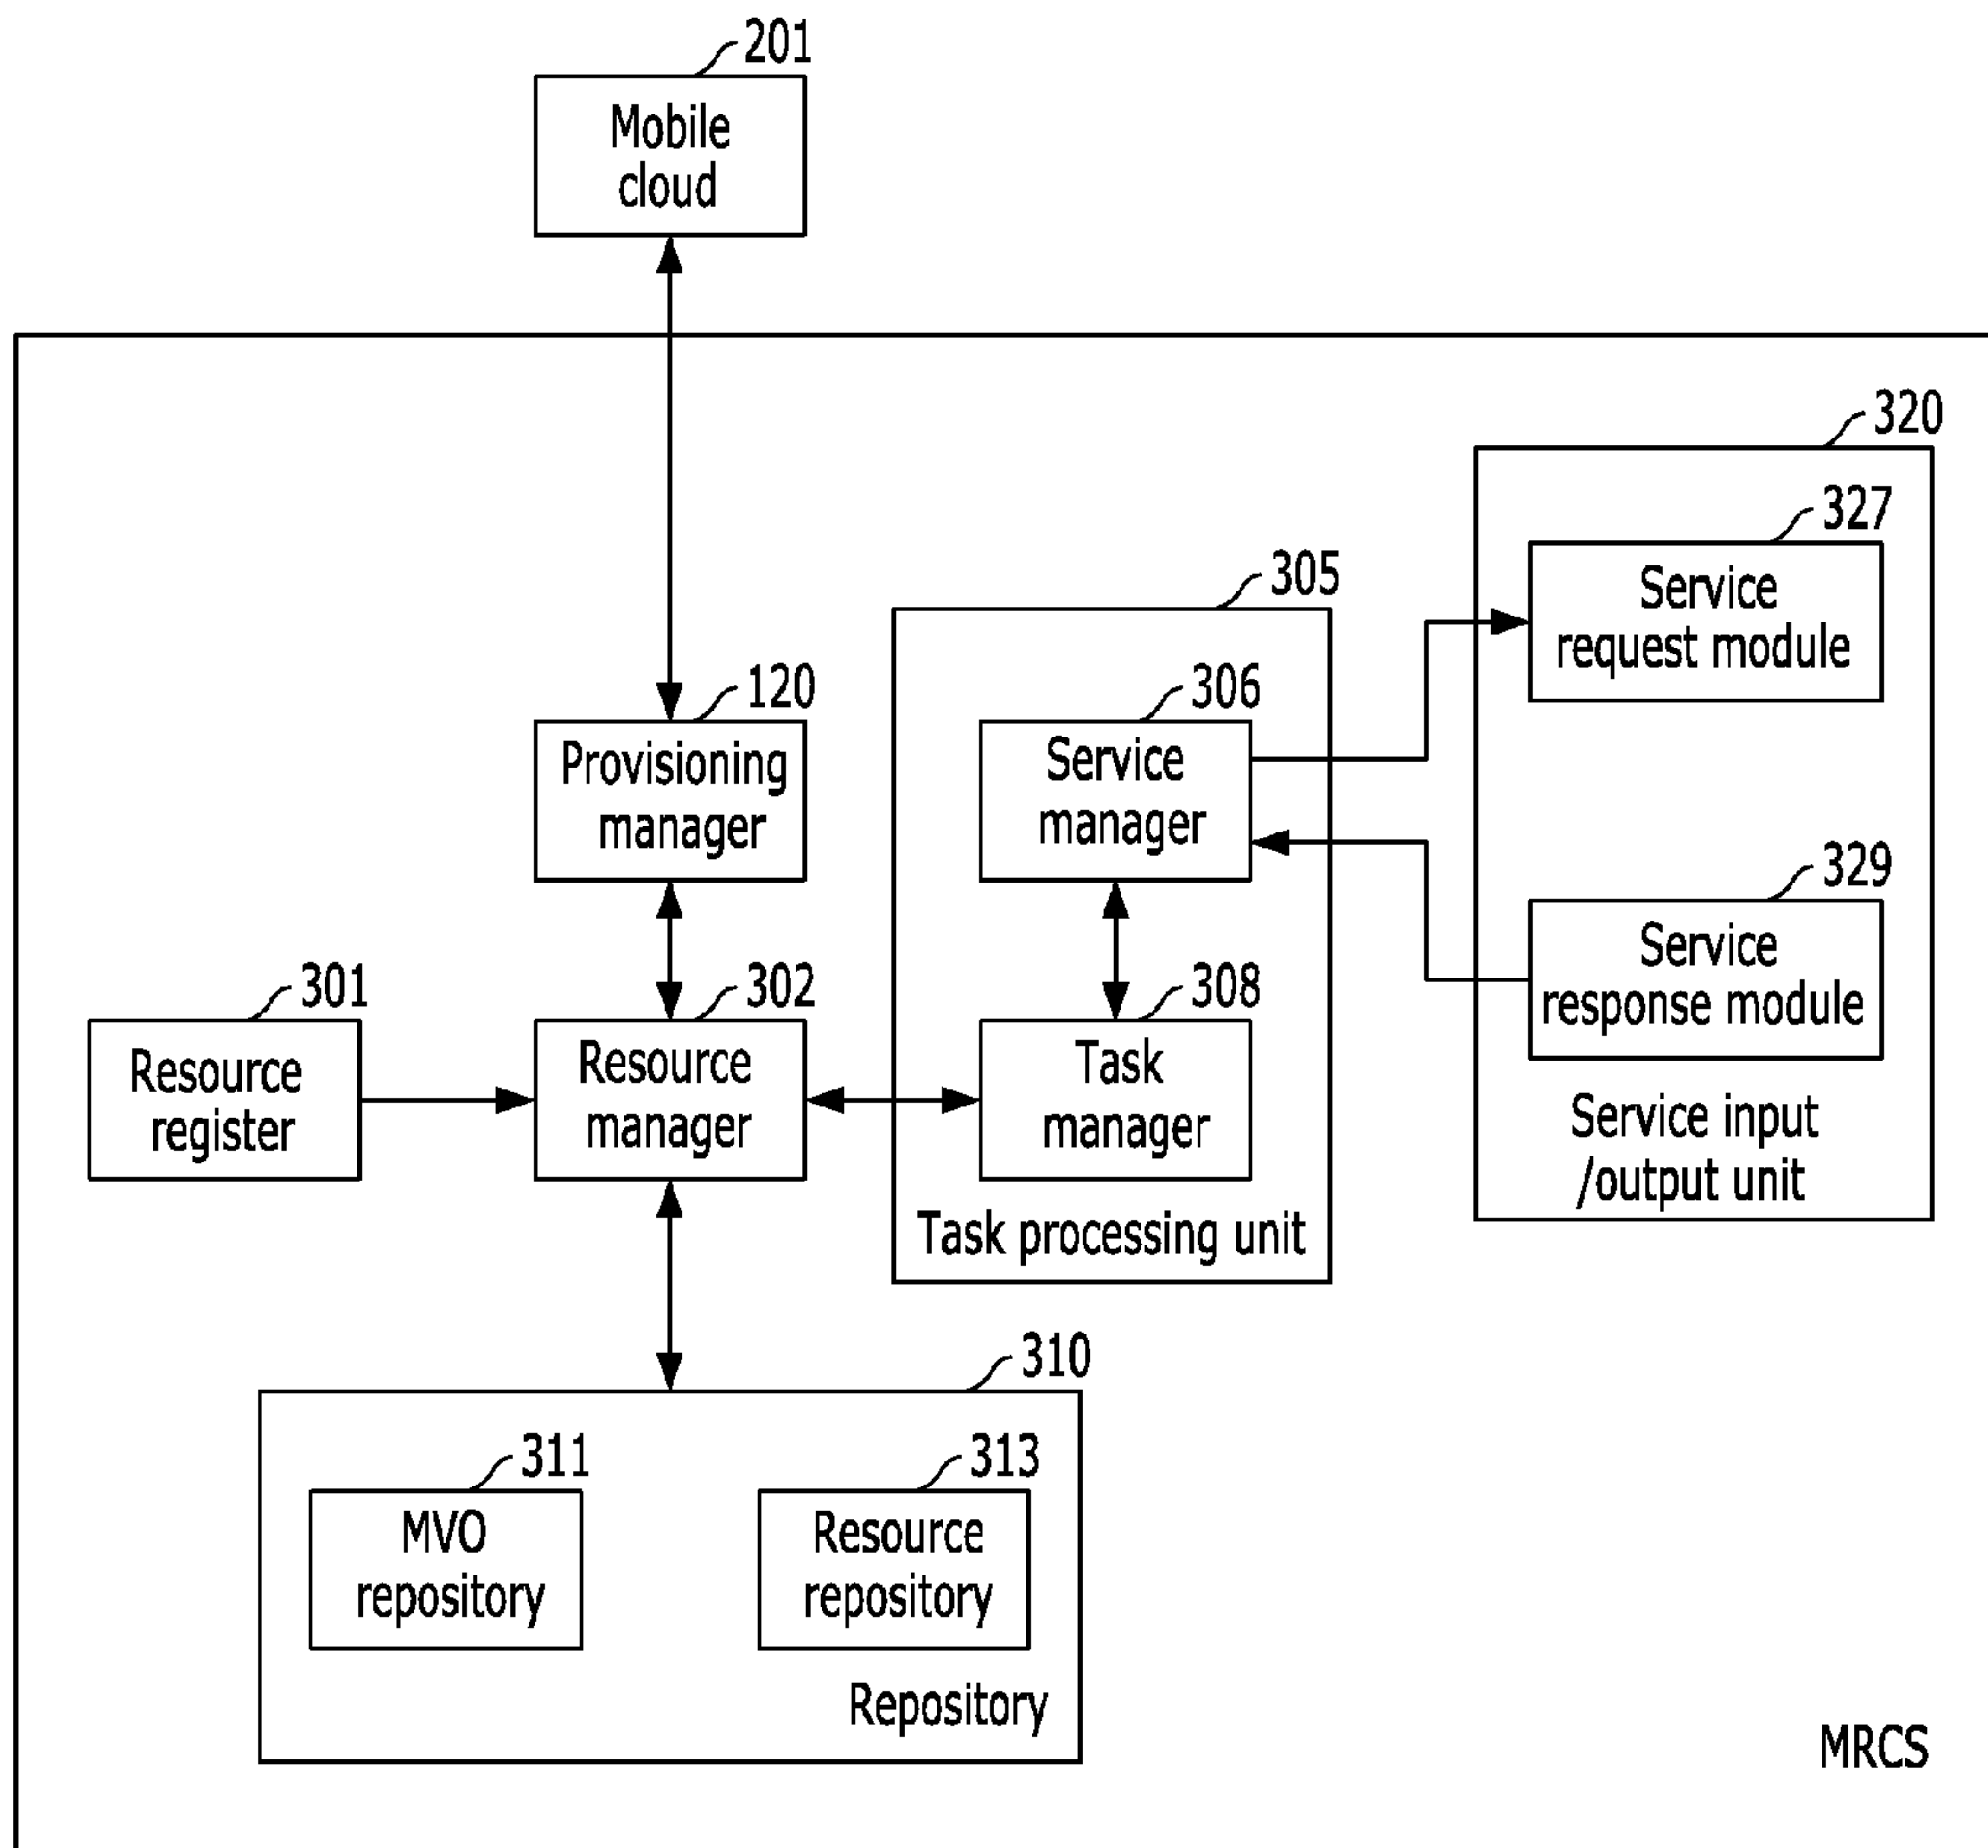 201
Mobile
cloud
320
327
Service
request module
305
306
Service
manager
120
Provisioning
manager
329
Service
response module
Service input
/output unit
301
Resource
register
302
Resource
manager
308
Task
manager
Task processing unit
310
311
MVO
repository
313
Resource
repository
Repository
MRCS